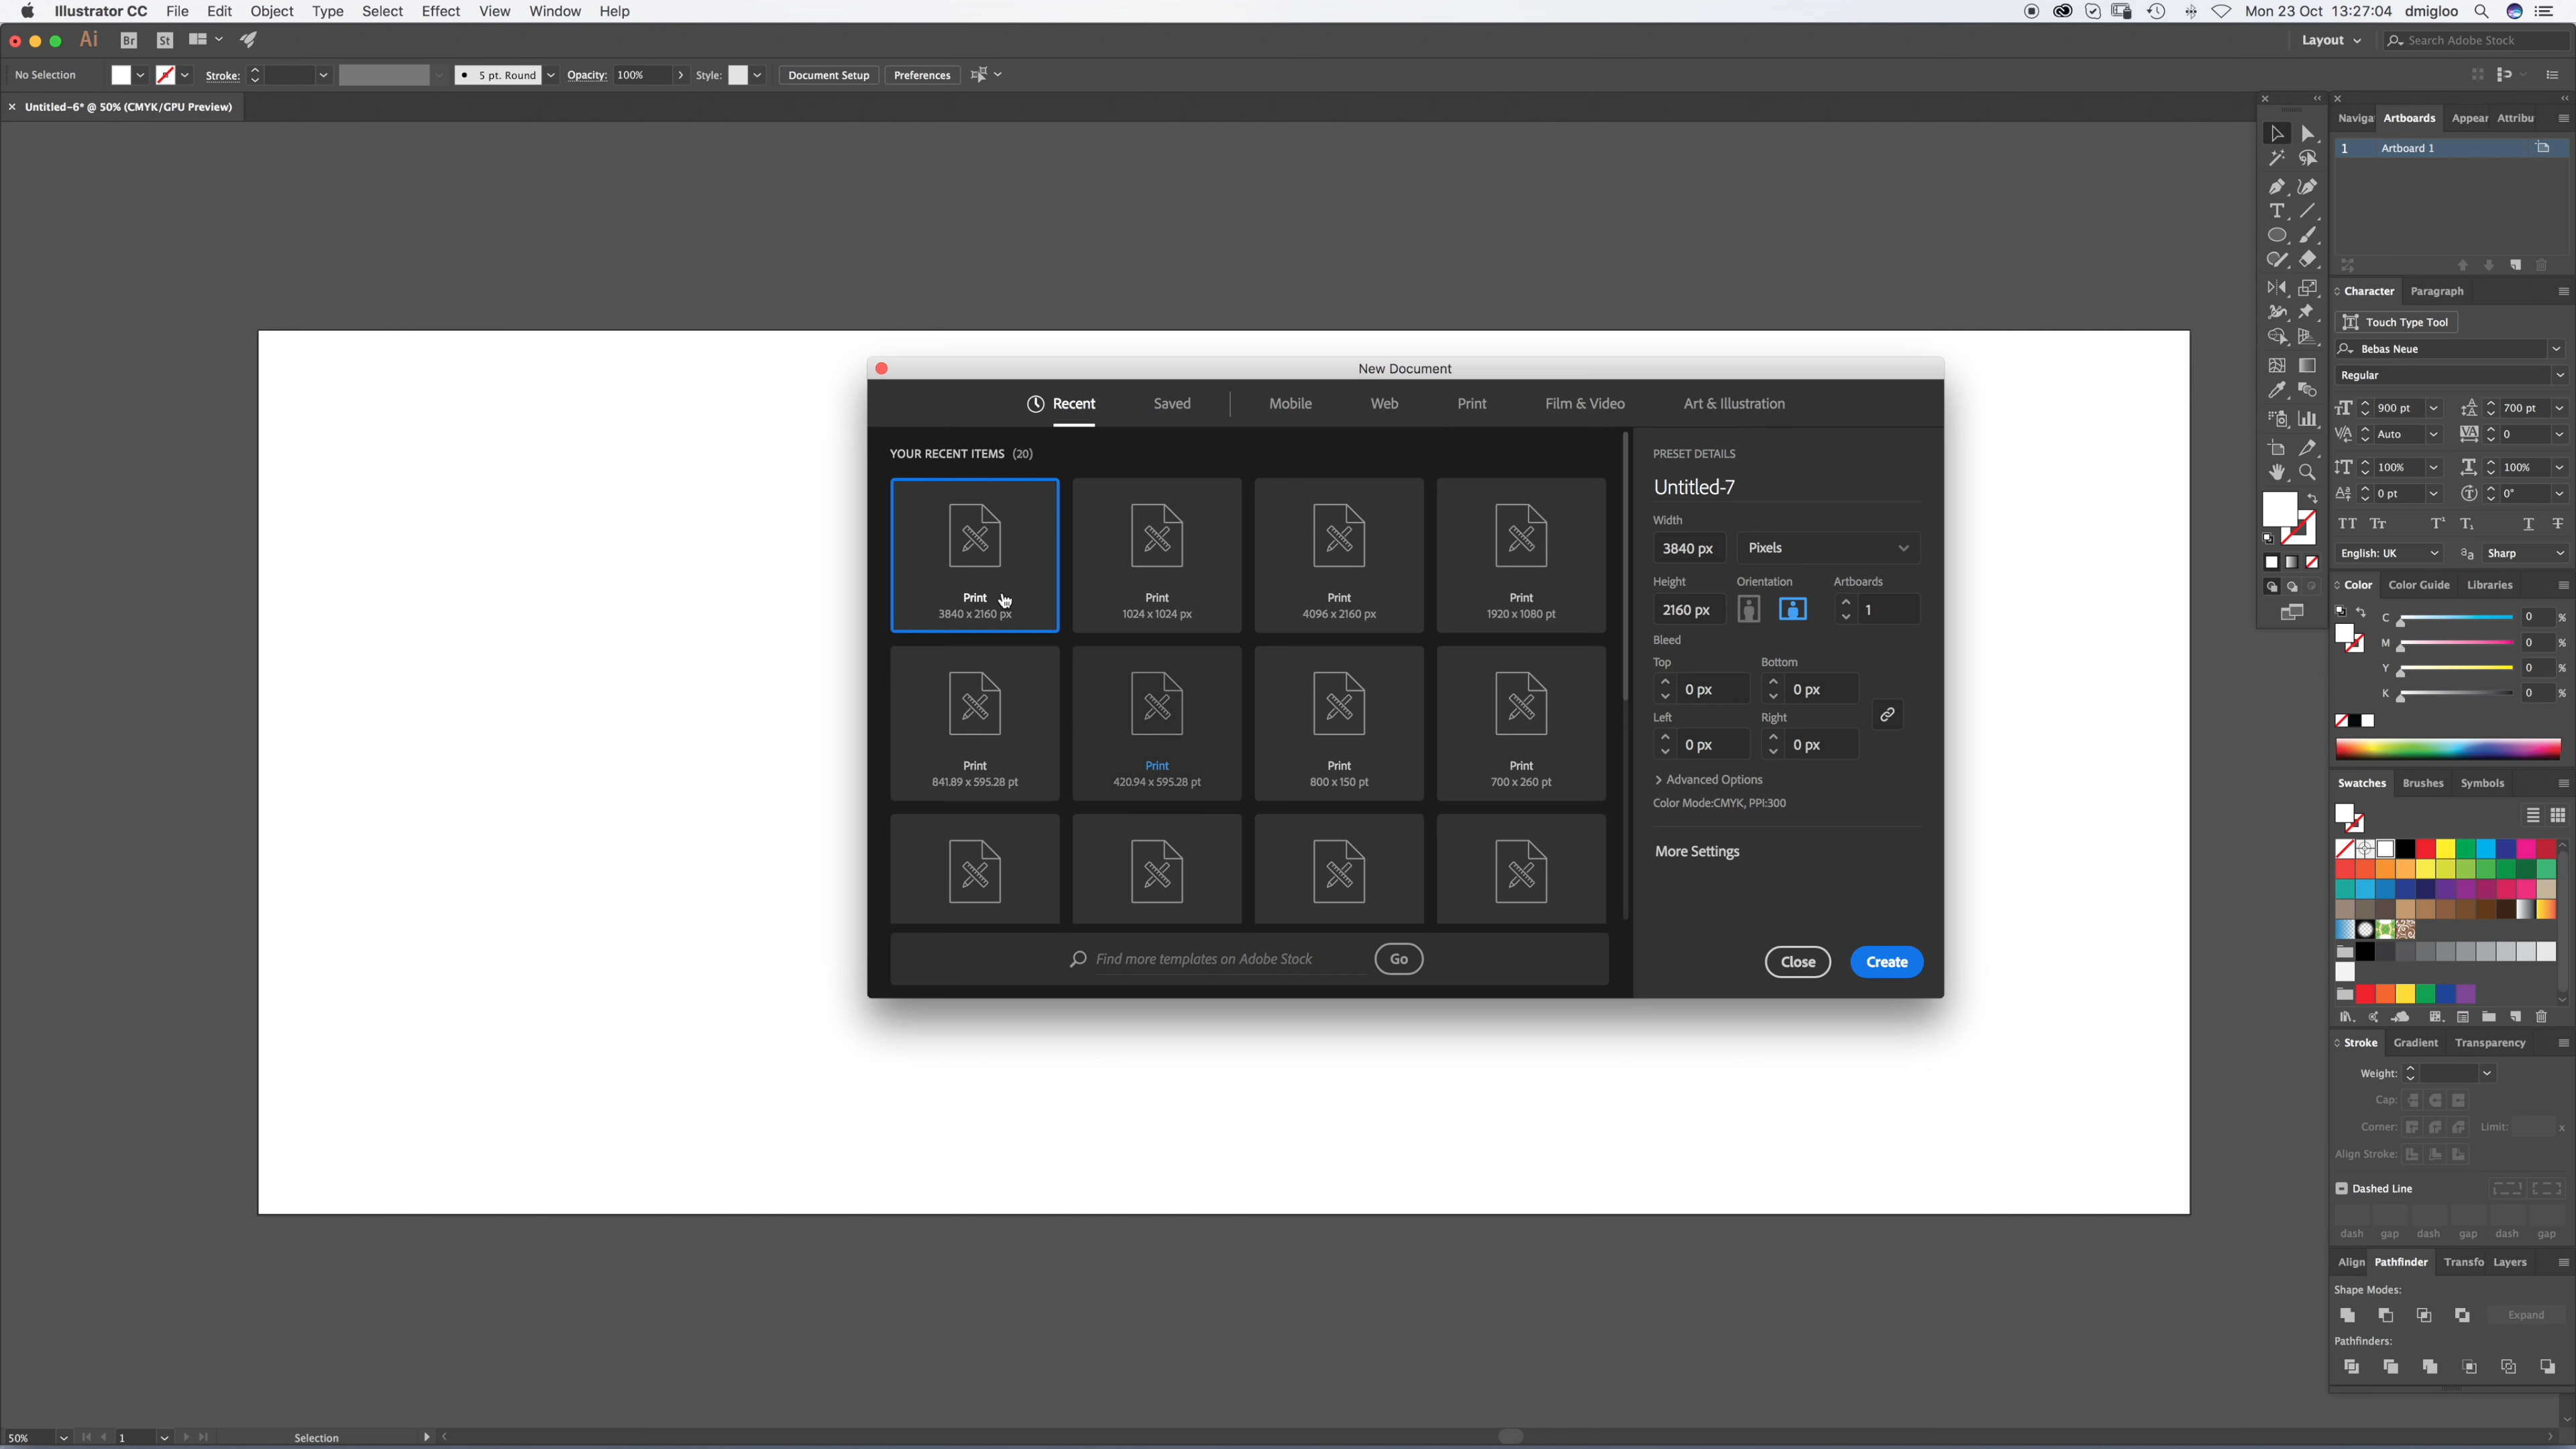 Illustrator CC File Edit Object Type Select Effect View Window Help Mon 23 Oct 13:27:04 dmigloo
Ai Br St Layout Search Adobe Stock
No Selection Stroke: 5 pt. Round Opacity: 100% Style: Document Setup Preferences
Untitled-6* @ 50% (CMYK/GPU Preview)
Naviga Artboards Appear Attribu
1 Artboard 1
Character Paragraph
Touch Type Tool
Bebas Neue
Regular
900 pt 700 pt
Auto 0
100% 100%
0 pt 0°
English: UK Sharp
Color Color Guide Libraries
C 0 %
M 0 %
Y 0 %
K 0 %
Swatches Brushes Symbols
Stroke Gradient Transparency
Weight:
Cap:
Corner: Limit: x
Align Stroke:
Dashed Line
dash gap dash gap dash gap
Align Pathfinder Transfo Layers
Shape Modes:
Expand
Pathfinders:
New Document
Recent Saved Mobile Web Print Film & Video Art & Illustration
YOUR RECENT ITEMS (20)
Print Print Print Print
3840 x 2160 px 1024 x 1024 px 4096 x 2160 px 1920 x 1080 pt
Print Print Print Print
841.89 x 595.28 pt 420.94 x 595.28 pt 800 x 150 pt 700 x 260 pt
Find more templates on Adobe Stock Go
PRESET DETAILS
Untitled-7
Width
3840 px Pixels
Height Orientation Artboards
2160 px 1
Bleed
Top Bottom
0 px 0 px
Left Right
0 px 0 px
> Advanced Options
Color Mode:CMYK, PPI:300
More Settings
Close Create
50% 1 Selection